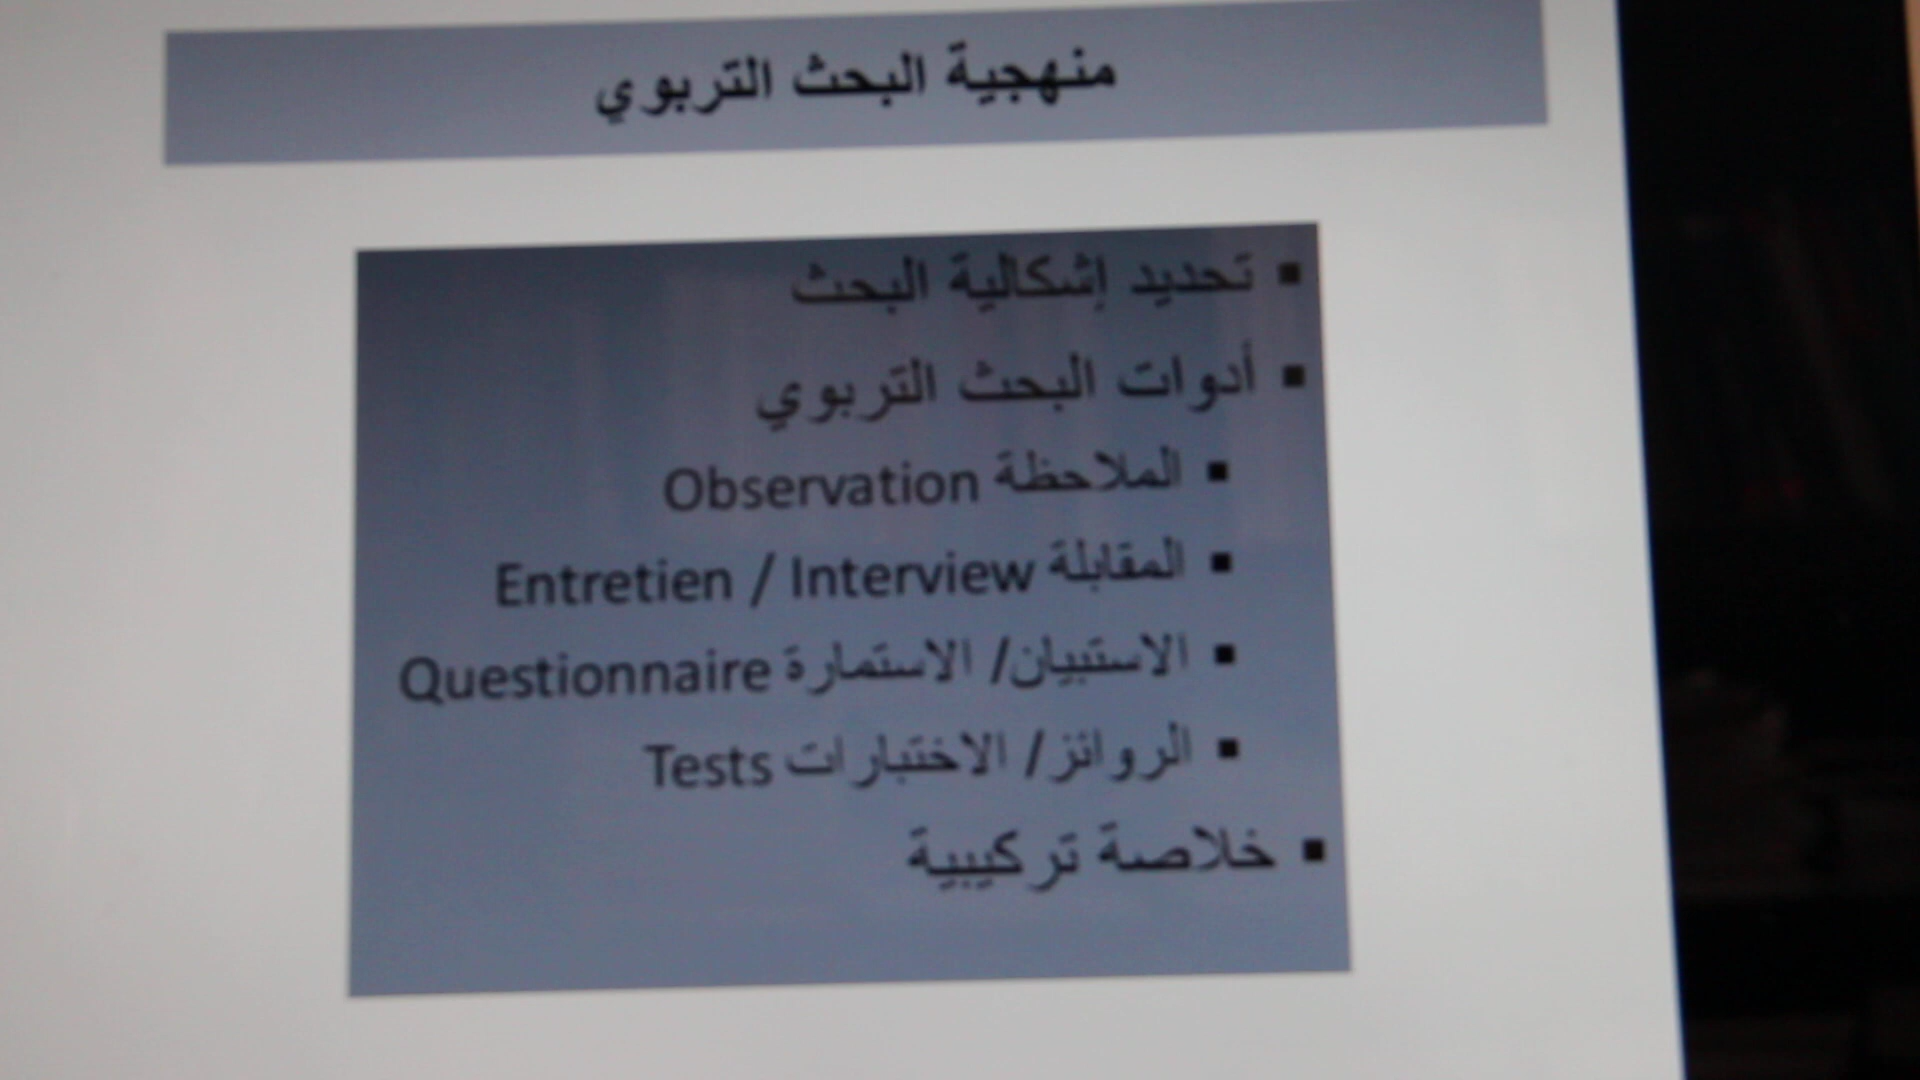 منهجية البحث التربوي
▪ تحديد إشكالية البحث
▪ أدوات البحث التربوي
▪ الملاحظة Observation
▪ المقابلة Entretien / Interview
▪ الاستبيان/ الاستمارة Questionnaire
▪ الروائز/ الاختبارات Tests
▪ خلاصة تركيبية